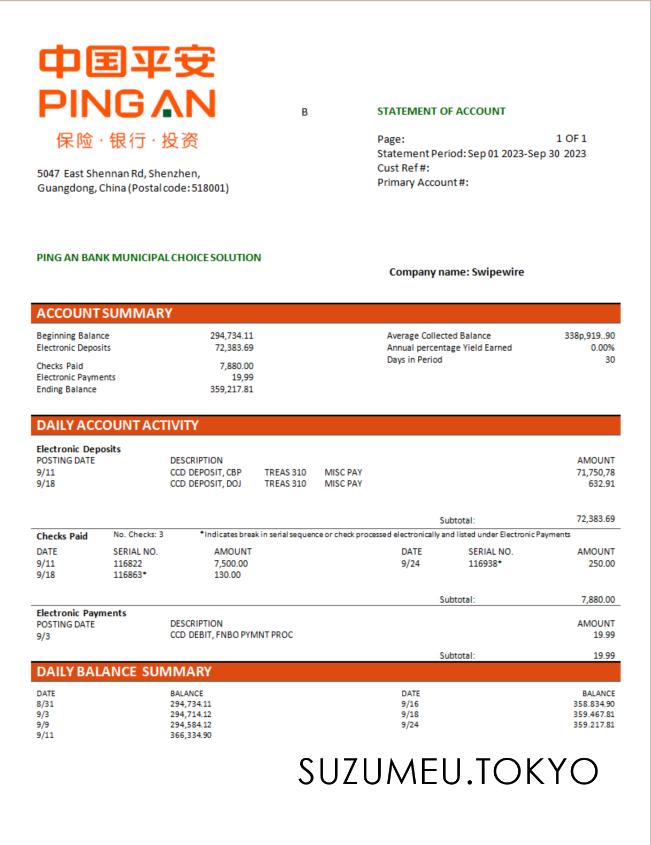 中国平安
PING AN
保险·银行·投资
B
STATEMENT OF ACCOUNT
Page: 1 OF 1
Statement Period: Sep 01 2023-Sep 30 2023
Cust Ref #:
Primary Account #:
5047 East Shennan Rd, Shenzhen,
Guangdong, China (Postal code: 518001)
PING AN BANK MUNICIPAL CHOICE SOLUTION
Company name: Swipewire
ACCOUNT SUMMARY
Beginning Balance 294,734.11 Average Collected Balance 338p,919..90
Electronic Deposits 72,383.69 Annual percentage Yield Earned 0.00%
Days in Period 30
Checks Paid 7,880.00
Electronic Payments 19,99
Ending Balance 359,217.81
DAILY ACCOUNT ACTIVITY
Electronic Deposits
POSTING DATE DESCRIPTION AMOUNT
9/11 CCD DEPOSIT, CBP TREAS 310 MISC PAY 71,750,78
9/18 CCD DEPOSIT, DOJ TREAS 310 MISC PAY 632.91
Subtotal: 72,383.69
Checks Paid No. Checks: 3 *Indicates break in serial sequence or check processed electronically and listed under Electronic Payments
DATE SERIAL NO. AMOUNT DATE SERIAL NO. AMOUNT
9/11 116822 7,500.00 9/24 116938* 250.00
9/18 116863* 130.00
Subtotal: 7,880.00
Electronic Payments
POSTING DATE DESCRIPTION AMOUNT
9/3 CCD DEBIT, FNBO PYMNT PROC 19.99
Subtotal: 19.99
DAILY BALANCE SUMMARY
DATE BALANCE DATE BALANCE
8/31 294,734.11 9/16 358.834.90
9/3 294,714.12 9/18 359.467.81
9/9 294,584.12 9/24 359.217.81
9/11 366,334.90
SUZUMEU.TOKYO